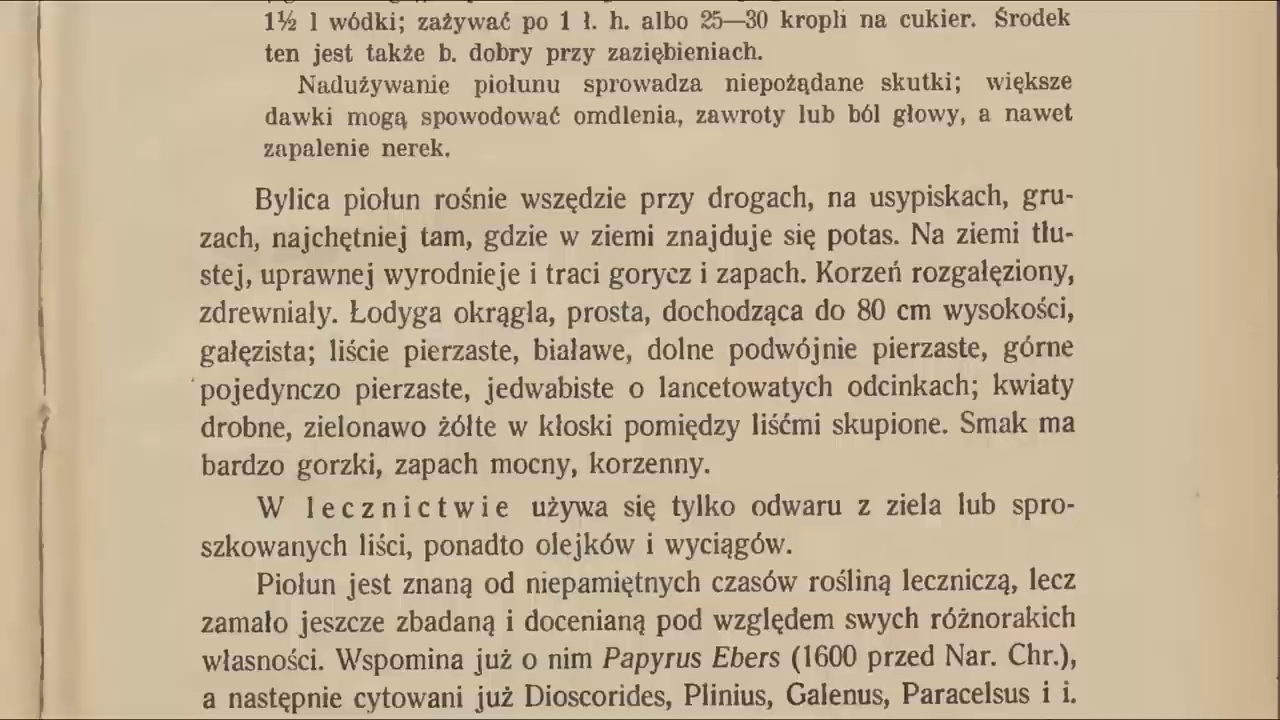 1½ l wódki; zażywać po 1 ł. h. albo 25—30 kropli na cukier. Środek
ten jest także b. dobry przy zaziębieniach.
Nadużywanie piołunu sprowadza niepożądane skutki; większe
dawki mogą spowodować omdlenia, zawroty lub ból głowy, a nawet
zapalenie nerek.
Bylica piołun rośnie wszędzie przy drogach, na usypiskach, gru-
zach, najchętniej tam, gdzie w ziemi znajduje się potas. Na ziemi tłu-
stej, uprawnej wyrodnieje i traci gorycz i zapach. Korzeń rozgałęziony,
zdrewniały. Łodyga okrągła, prosta, dochodząca do 80 cm wysokości,
gałęzista; liście pierzaste, białawe, dolne podwójnie pierzaste, górne
pojedynczo pierzaste, jedwabiste o lancetowatych odcinkach; kwiaty
drobne, zielonawo żółte w kłoski pomiędzy liśćmi skupione. Smak ma
bardzo gorzki, zapach mocny, korzenny.
W lecznictwie używa się tylko odwaru z ziela lub spro-
szkowanych liści, ponadto olejków i wyciągów.
Piołun jest znaną od niepamiętnych czasów rośliną leczniczą, lecz
zamało jeszcze zbadaną i docenianą pod względem swych różnorakich
własności. Wspomina już o nim Papyrus Ebers (1600 przed Nar. Chr.),
a następnie cytowani już Dioscorides, Plinius, Galenus, Paracelsus i i.